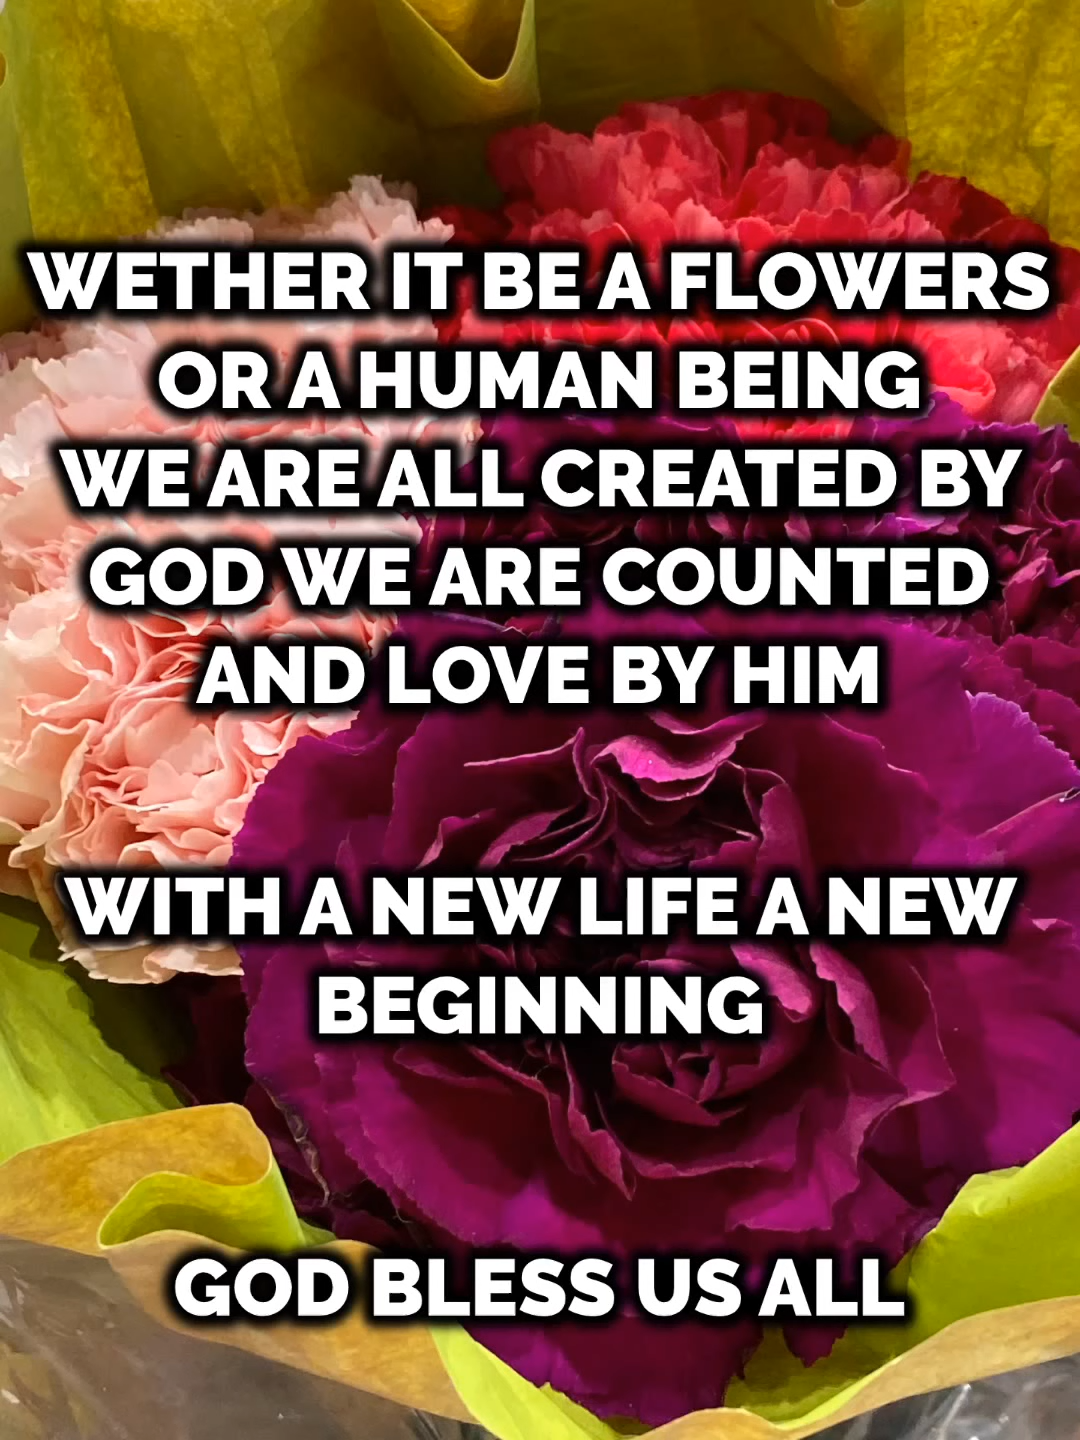 WETHER IT BE A FLOWERS
OR A HUMAN BEING
WE ARE ALL CREATED BY
GOD WE ARE COUNTED
AND LOVE BY HIM
WITH A NEW LIFE A NEW
BEGINNING
GOD BLESS US ALL